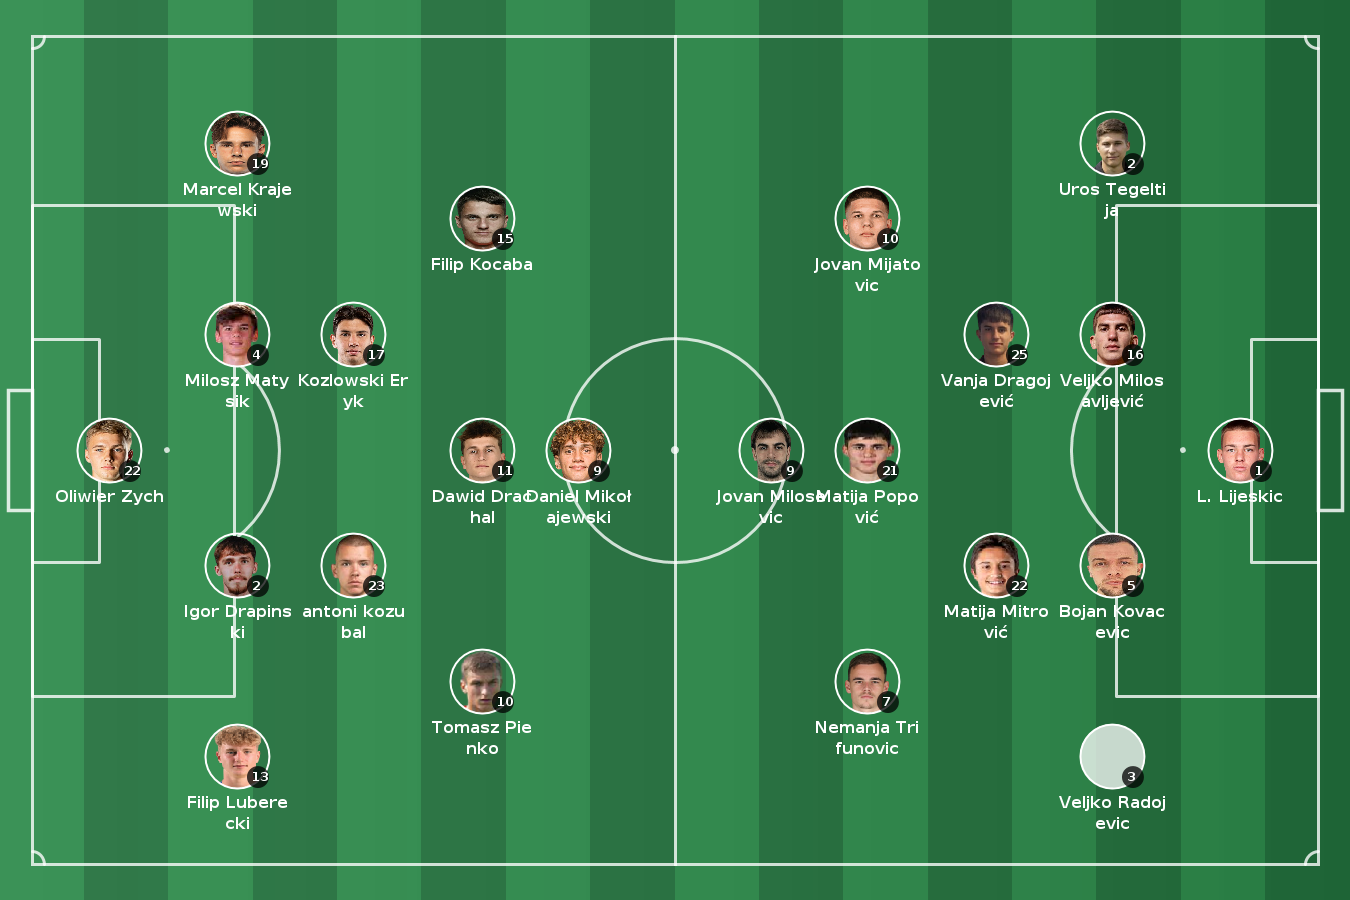 19
Marcel Kraje
wski
2
Uros Tegelti
ja
15
Filip Kocaba
10
Jovan Mijato
vic
4
Milosz Maty
sik
17
Kozlowski Er
yk
25
Vanja Dragoj
ević
16
Veljko Milos
avljević
22
Oliwier Zych
11
Dawid Drac
hal
9
Daniel Mikoł
ajewski
9
Jovan Milose
vic
21
Matija Popo
vić
1
L. Lijeskic
2
Igor Drapins
ki
23
antoni kozu
bal
22
Matija Mitro
vić
5
Bojan Kovac
evic
10
Tomasz Pie
nko
7
Nemanja Tri
funovic
13
Filip Lubere
cki
3
Veljko Radoj
evic